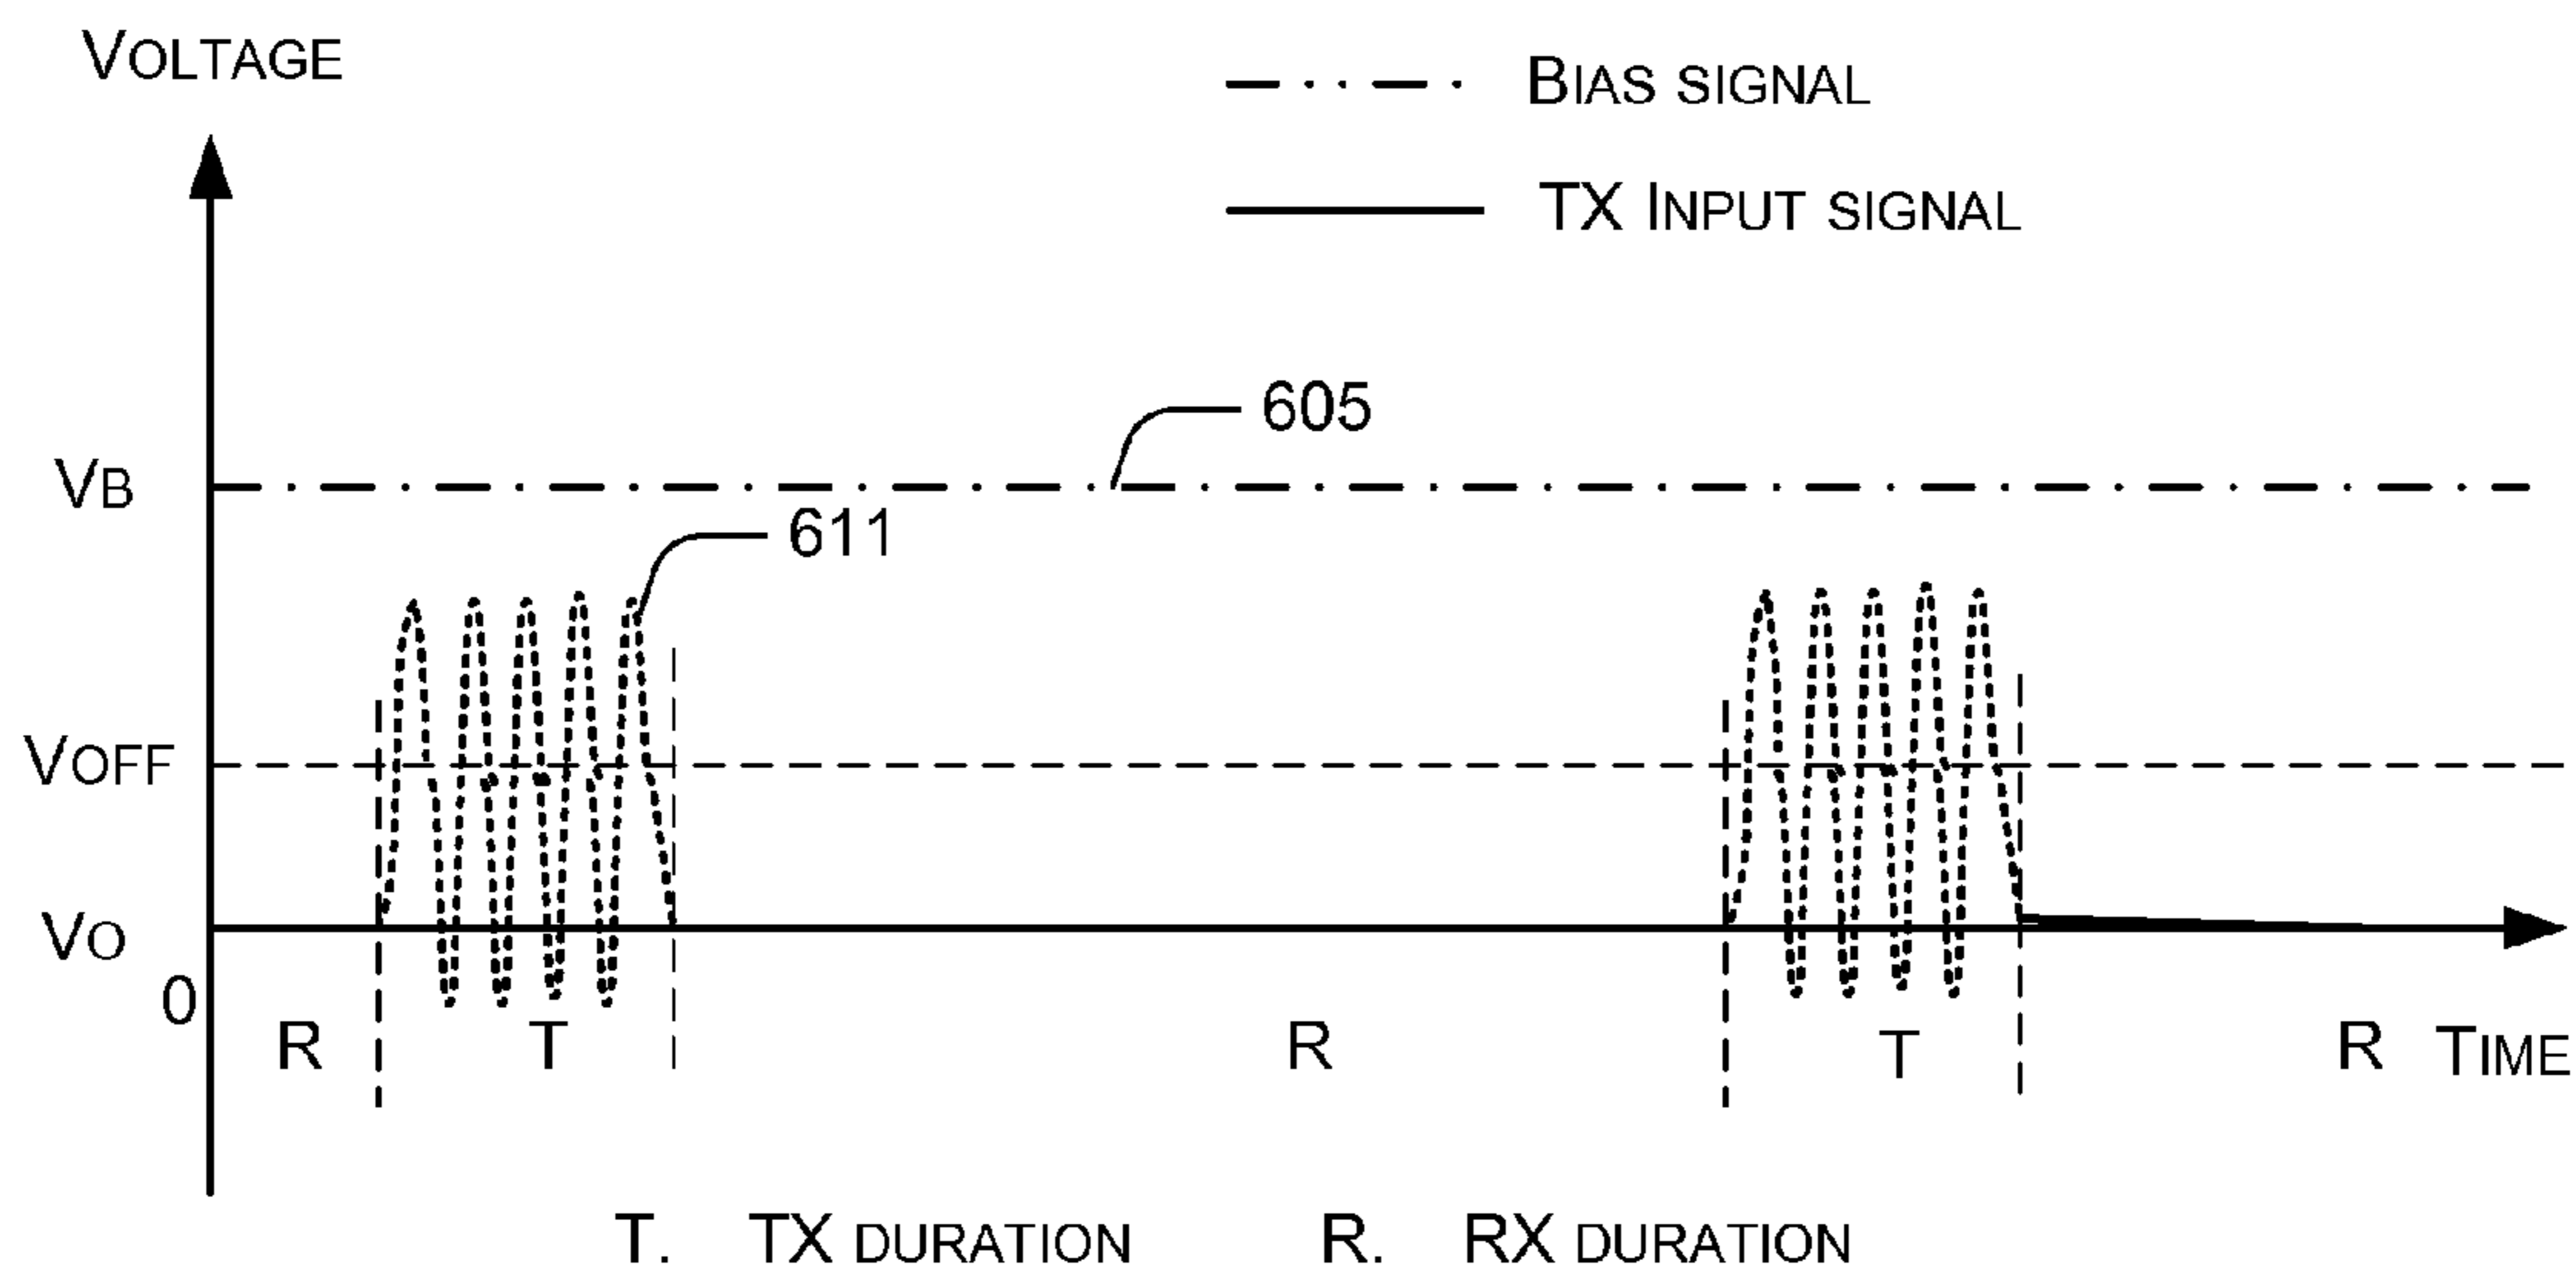 VOLTAGE
BIAS SIGNAL
TX INPUT SIGNAL
605
VB
611
VOFF
VO
0
R T R T R TIME
T. TX DURATION R. RX DURATION